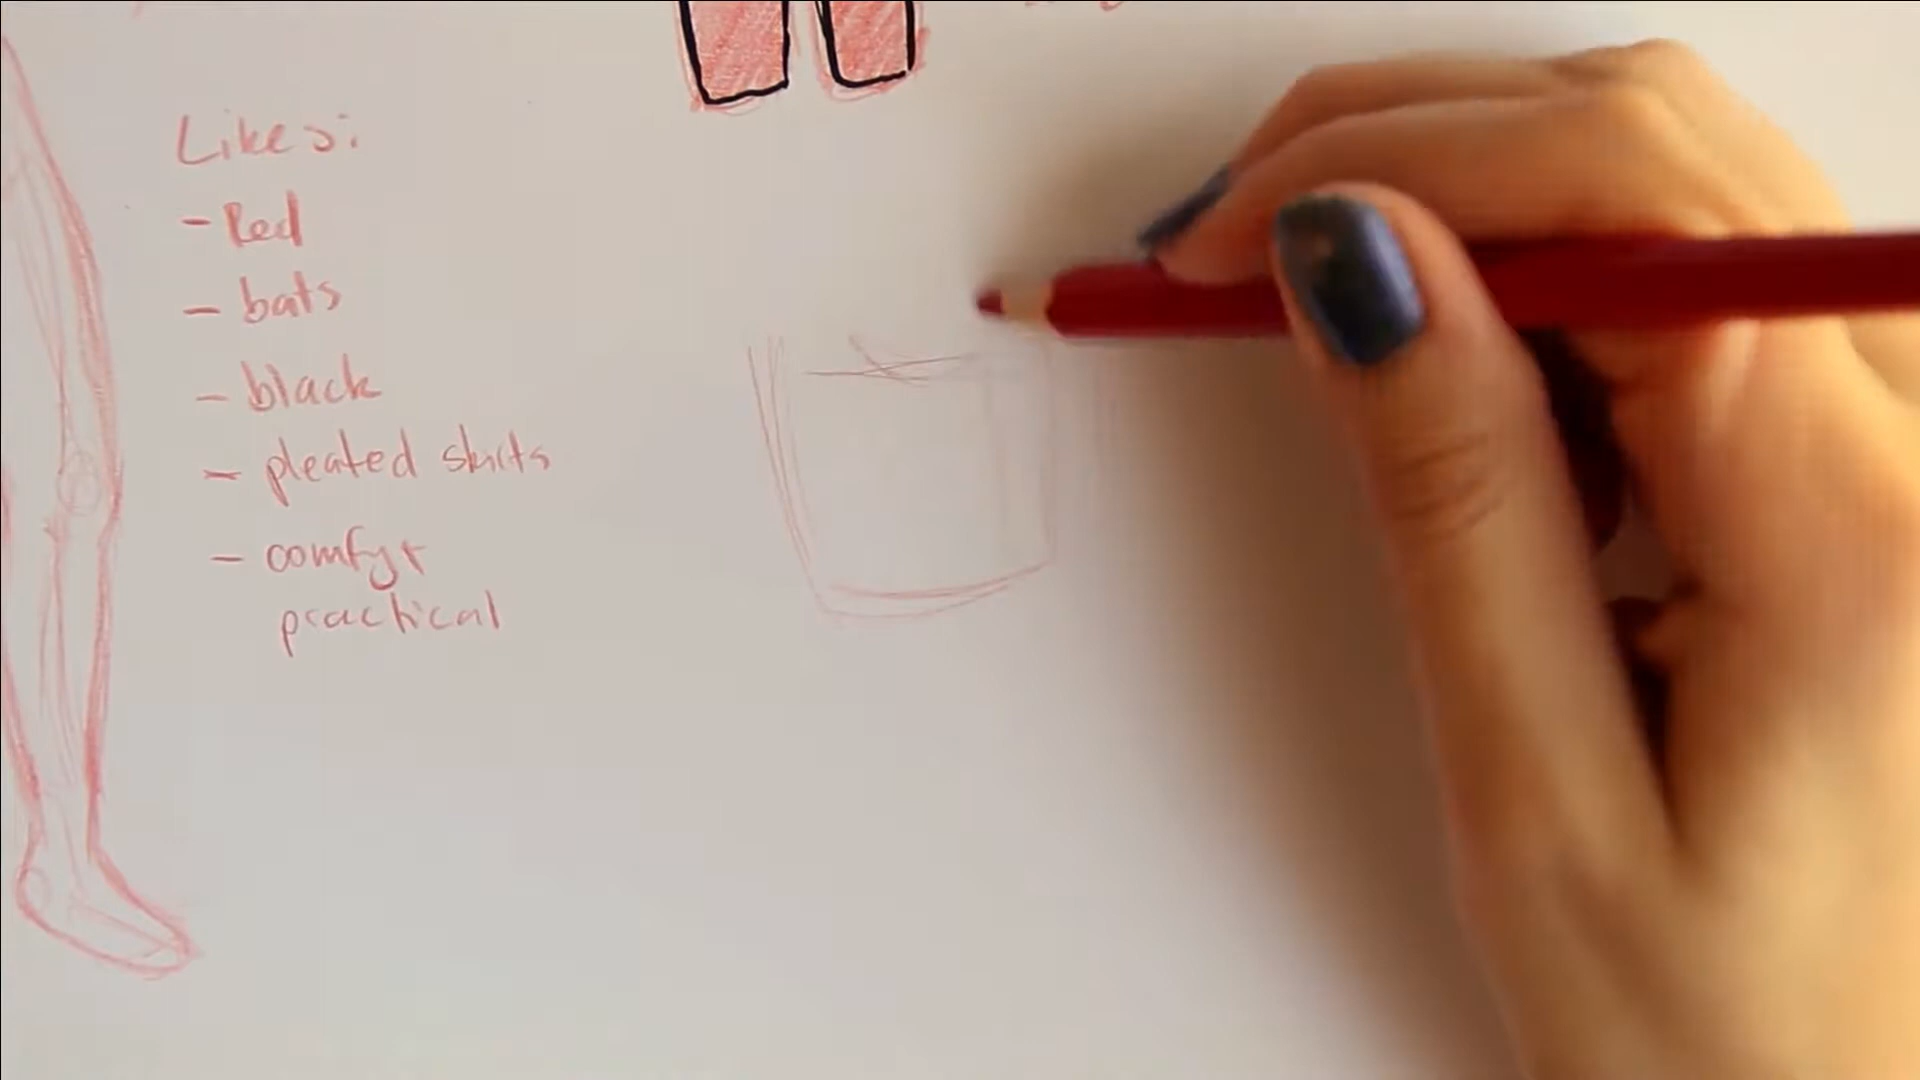 Likes:
- Red
- bats
- black
- pleated skirts
- comfy +
practical